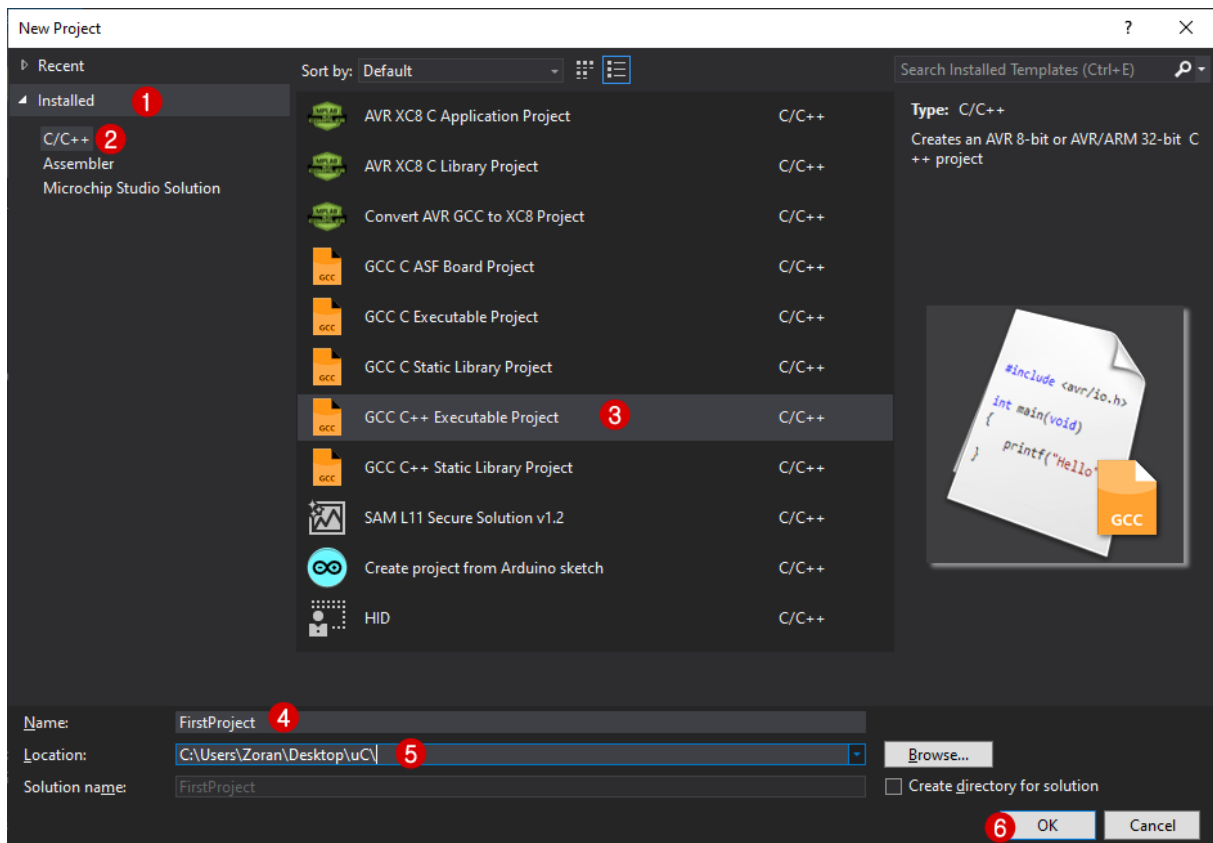 New Project
?
Recent
Installed 1
C/C++ 2
Assembler
Microchip Studio Solution
Sort by: Default
AVR XC8 C Application Project C/C++
AVR XC8 C Library Project C/C++
Convert AVR GCC to XC8 Project C/C++
GCC GCC C ASF Board Project C/C++
GCC GCC C Executable Project C/C++
GCC GCC C Static Library Project C/C++
GCC GCC C++ Executable Project 3 C/C++
GCC GCC C++ Static Library Project C/C++
SAM L11 Secure Solution v1.2 C/C++
Create project from Arduino sketch C/C++
HID C/C++
Search Installed Templates (Ctrl+E)
Type: C/C++
Creates an AVR 8-bit or AVR/ARM 32-bit C
++ project
#include <avr/io.h>
int main(void)
{
printf("Hello"
}
GCC
Name: FirstProject 4
Location: C:\Users\Zoran\Desktop\uC\ 5 Browse...
Solution name: FirstProject Create directory for solution
6 OK Cancel